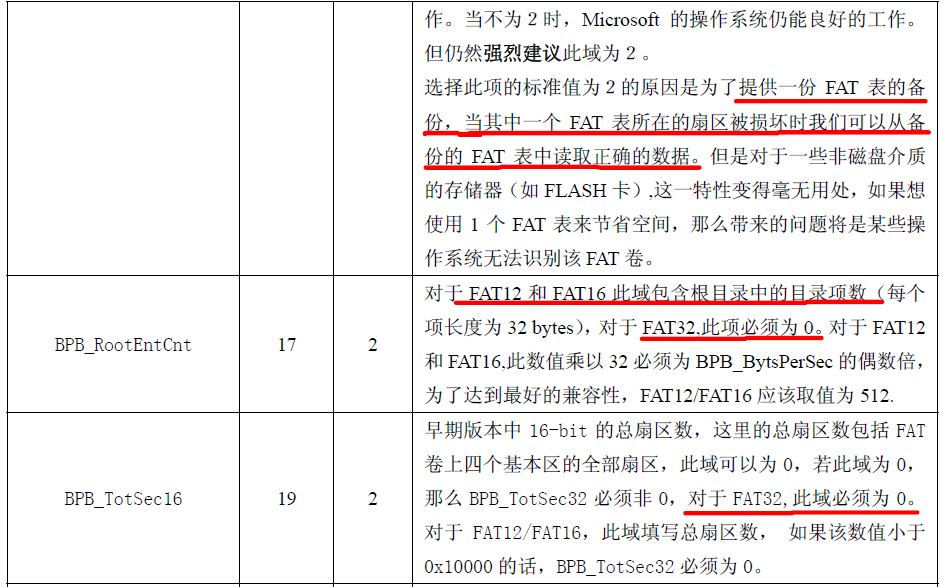 作。当不为 2 时，Microsoft 的操作系统仍能良好的工作。
但仍然强烈建议此域为 2 。
选择此项的标准值为 2 的原因是为了提供一份 FAT 表的备
份，当其中一个 FAT 表所在的扇区被损坏时我们可以从备
份的 FAT 表中读取正确的数据。但是对于一些非磁盘介质
的存储器（如 FLASH 卡）,这一特性变得毫无用处，如果想
使用 1 个 FAT 表来节省空间，那么带来的问题将是某些操
作系统无法识别该 FAT 卷。
BPB_RootEntCnt
17
2
对于 FAT12 和 FAT16 此域包含根目录中的目录项数（每个
项长度为 32 bytes），对于 FAT32,此项必须为 0。对于 FAT12
和 FAT16,此数值乘以 32 必须为 BPB_BytsPerSec 的偶数倍，
为了达到最好的兼容性，FAT12/FAT16 应该取值为 512.
BPB_TotSec16
19
2
早期版本中 16-bit 的总扇区数，这里的总扇区数包括 FAT
卷上四个基本区的全部扇区，此域可以为 0，若此域为 0，
那么 BPB_TotSec32 必须非 0，对于 FAT32,此域必须为 0。
对于 FAT12/FAT16，此域填写总扇区数， 如果该数值小于
0x10000 的话，BPB_TotSec32 必须为 0。